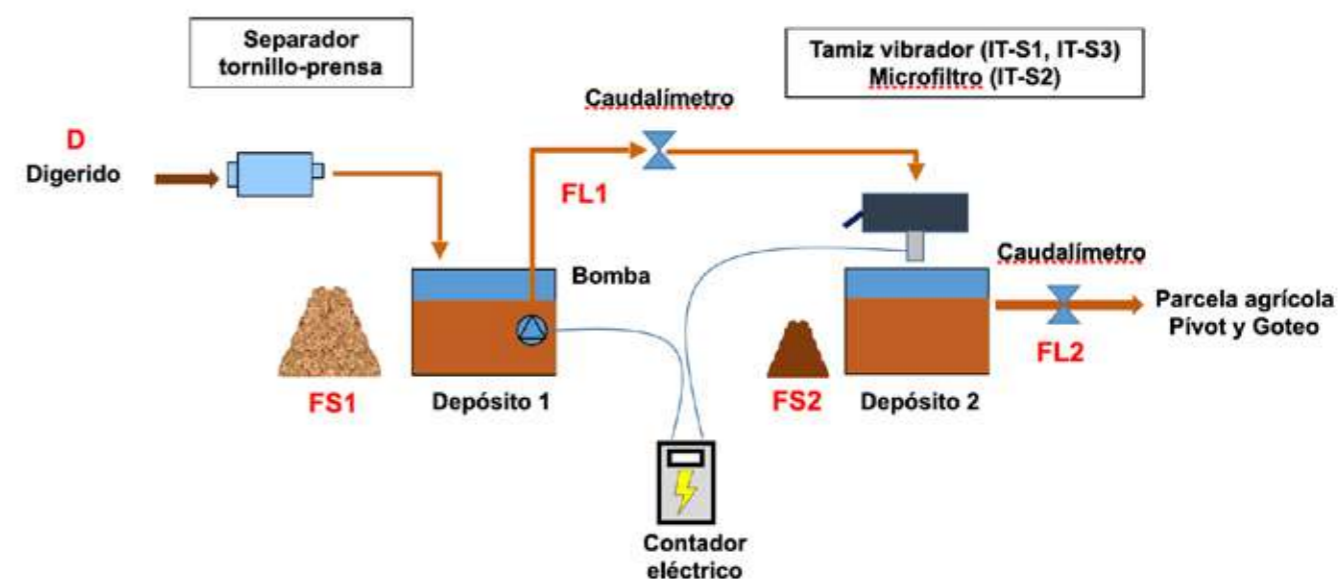 Separador
tornillo-prensa
Tamiz vibrador (IT-S1, IT-S3)
Microfiltro (IT-S2)
Caudalímetro
D
Digerido
FL1
Bomba
Caudalímetro
Parcela agrícola
Pívot y Goteo
FL2
FS1
Depósito 1
FS2
Depósito 2
Contador
eléctrico